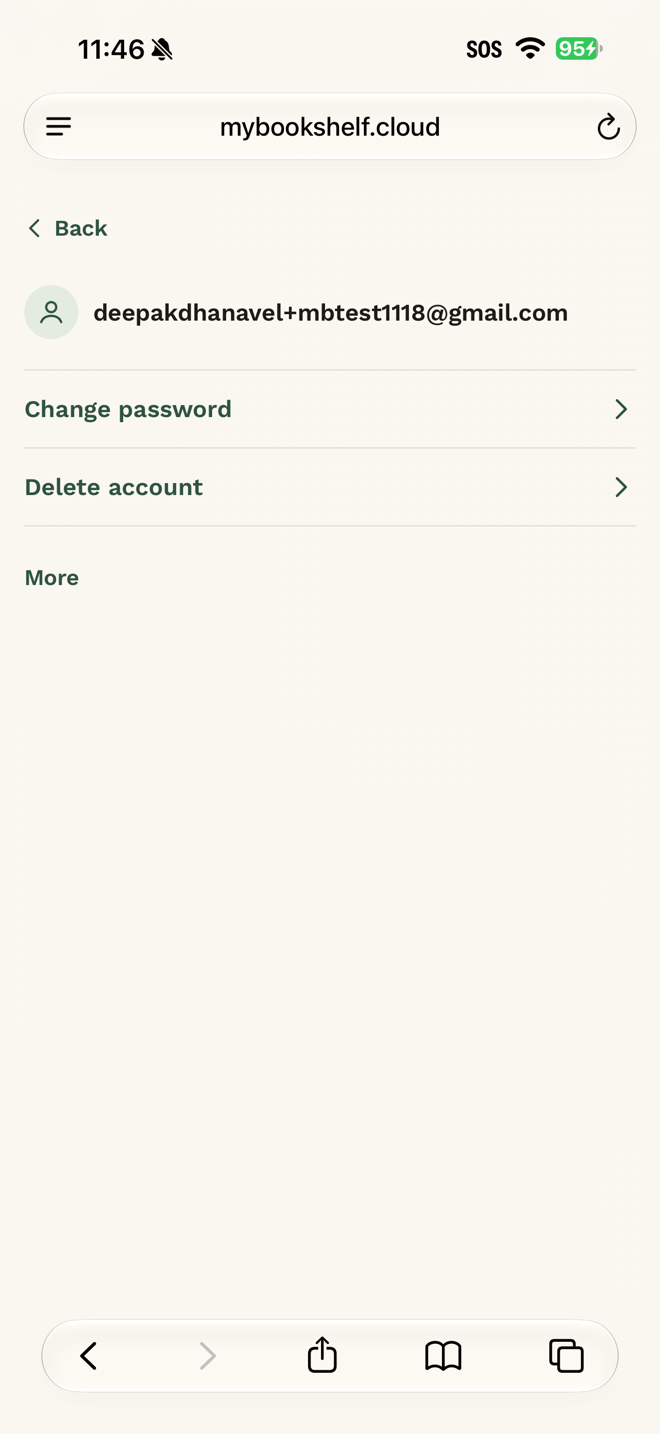 11:46 SOS 95
mybookshelf.cloud
Back
deepakdhanavel+mbtest1118@gmail.com
Change password
Delete account
More